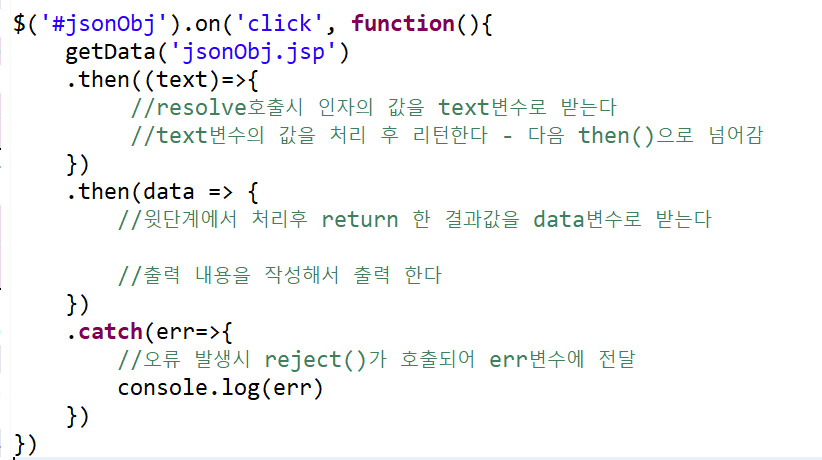 $('#jsonObj').on('click', function(){
    getData('jsonObj.jsp')
    .then((text)=>{
        //resolve호출시 인자의 값을 text변수로 받는다
        //text변수의 값을 처리 후 리턴한다 - 다음 then()으로 넘어감
    })
    .then(data => {
        //윗단계에서 처리후 return 한 결과값을 data변수로 받는다
        //출력 내용을 작성해서 출력 한다
    })
    .catch(err=>{
        //오류 발생시 reject()가 호출되어 err변수에 전달
        console.log(err)
    })
})